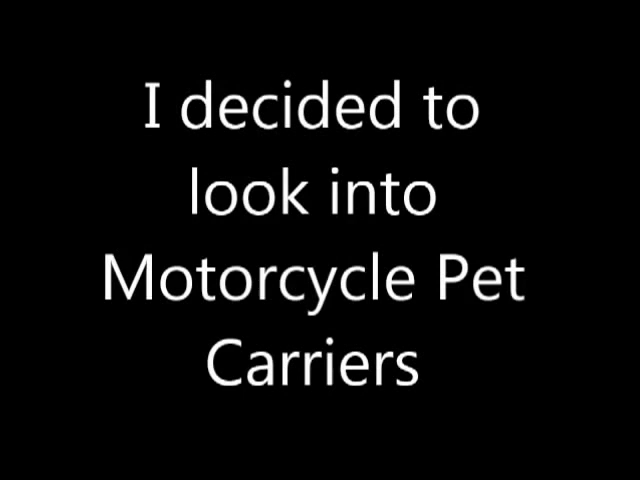 I decided to
look into
Motorcycle Pet
Carriers